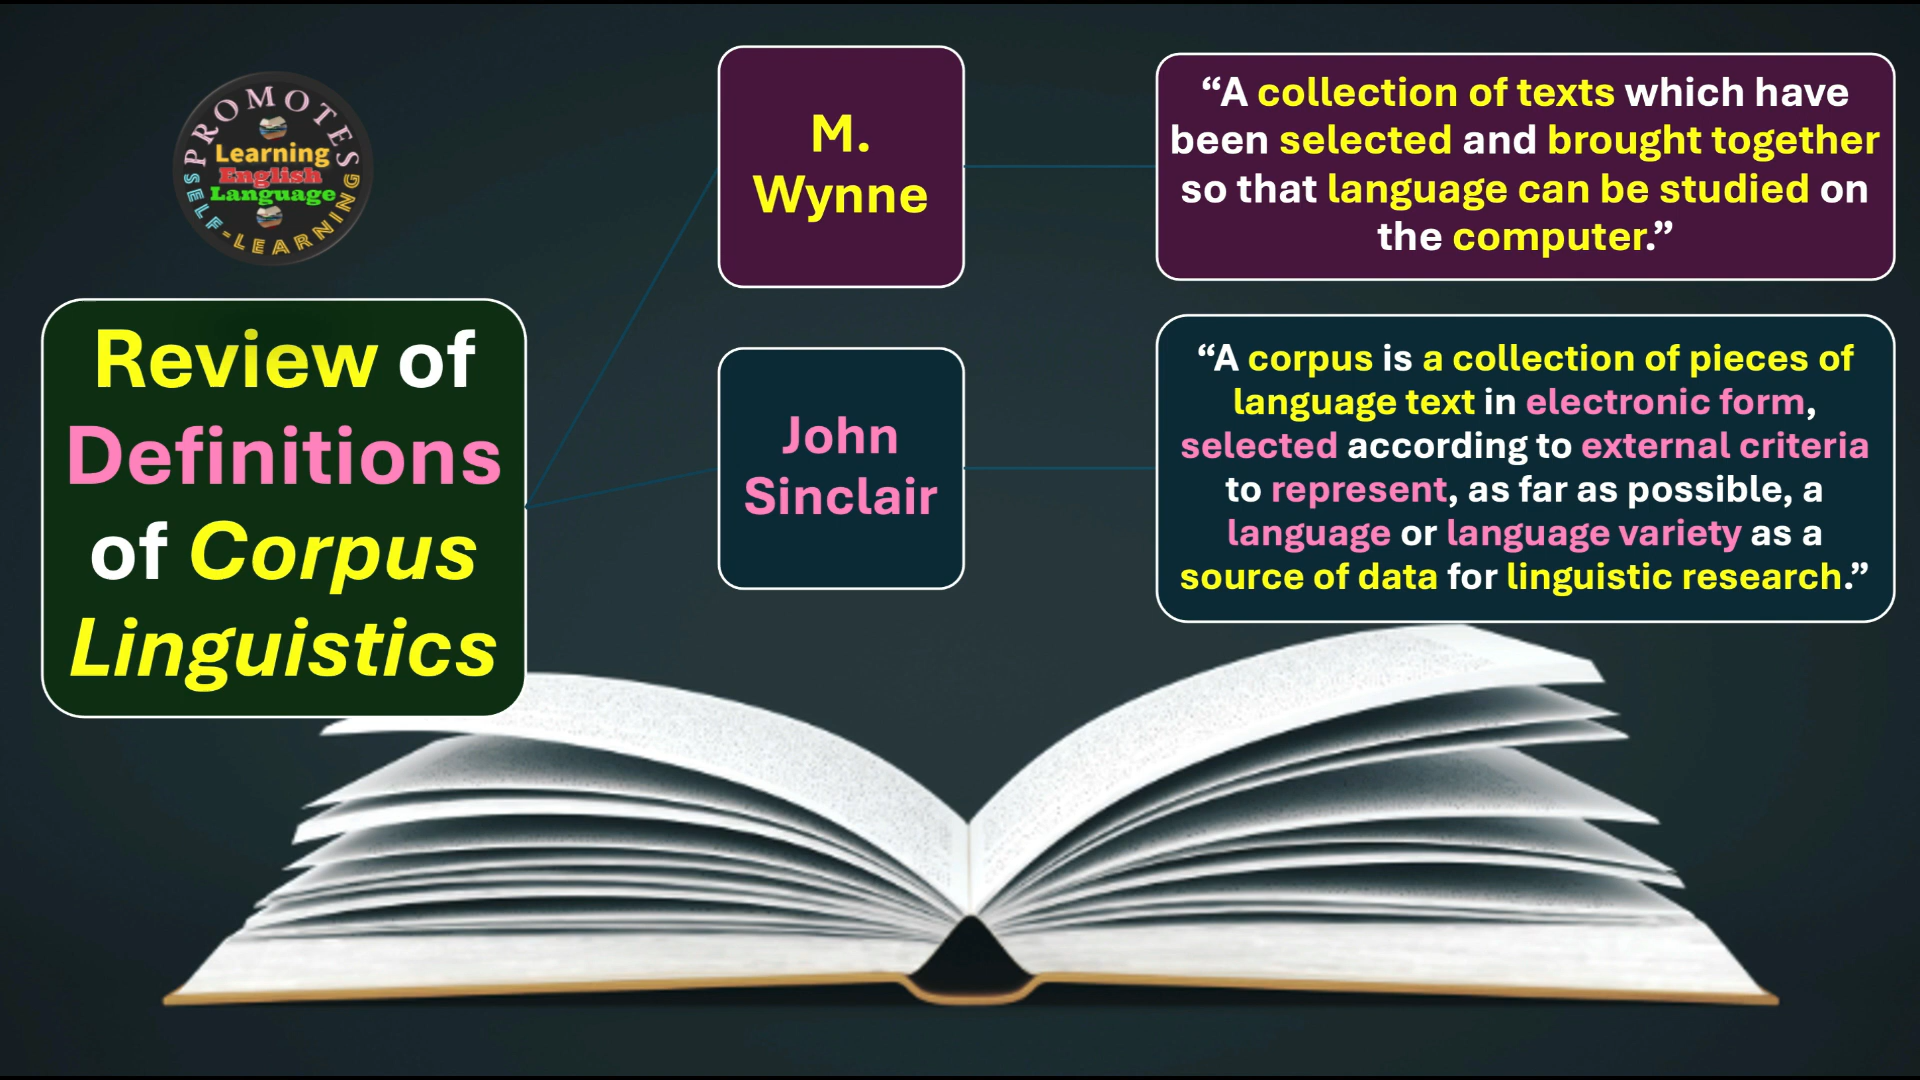 PROMOTES
Learning
English
Language
SELF-LEARNING
Review of
Definitions
of Corpus
Linguistics
M.
Wynne
“A collection of texts which have
been selected and brought together
so that language can be studied on
the computer.”
John
Sinclair
“A corpus is a collection of pieces of
language text in electronic form,
selected according to external criteria
to represent, as far as possible, a
language or language variety as a
source of data for linguistic research.”